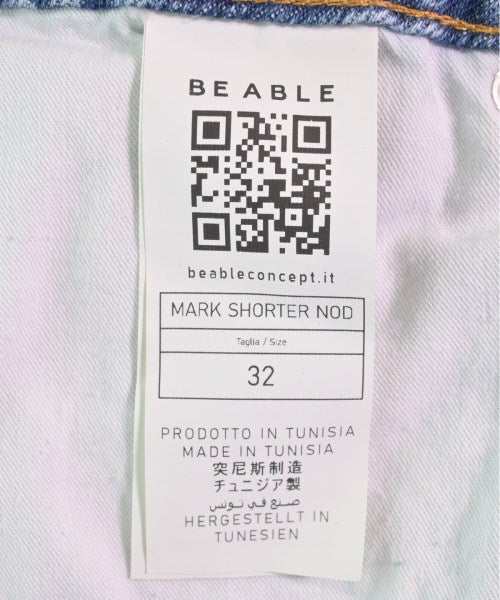 BE ABLE
beableconcept.it
MARK SHORTER NOD
Taglia / Size
32
PRODOTTO IN TUNISIA
MADE IN TUNISIA
突尼斯制造
チュニジア製
صنع في تونس
HERGESTELLT IN
TUNESIEN